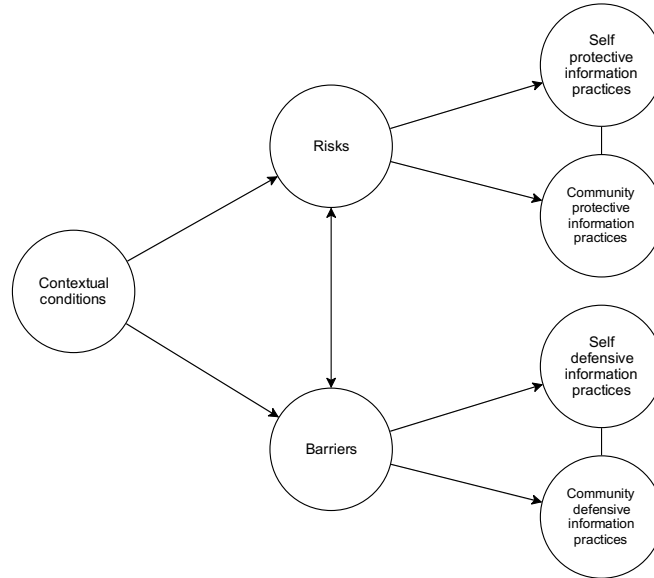 Self
protective
information
practices
Risks
Community
protective
information
practices
Contextual
conditions
Self
defensive
information
practices
Barriers
Community
defensive
information
practices